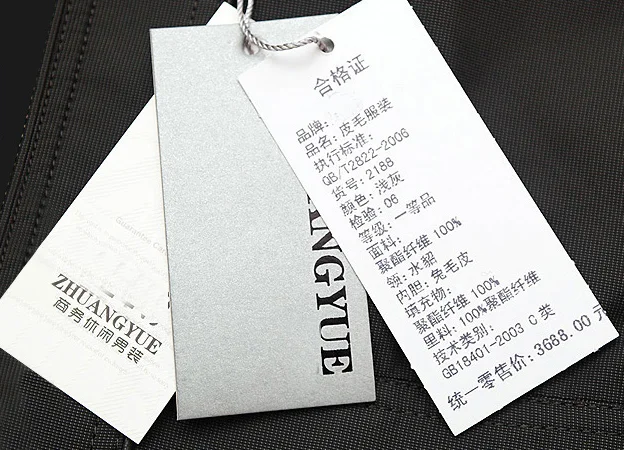 合格证
品牌:
品名: 皮毛服装
执行标准:
QB/T2822-2006
货号: 2188
颜色: 浅灰
检验: 06
等级: 一等品
面料:
聚酯纤维 100%
领: 水貂
内胆: 兔毛皮
填充物:
聚酯纤维 100%
里料: 100%聚酯纤维
技术类别:
GB18401-2003 C 类
统一零售价: 3688.00 元
ANGYUE
ZHUANGYUE
商务休闲男装